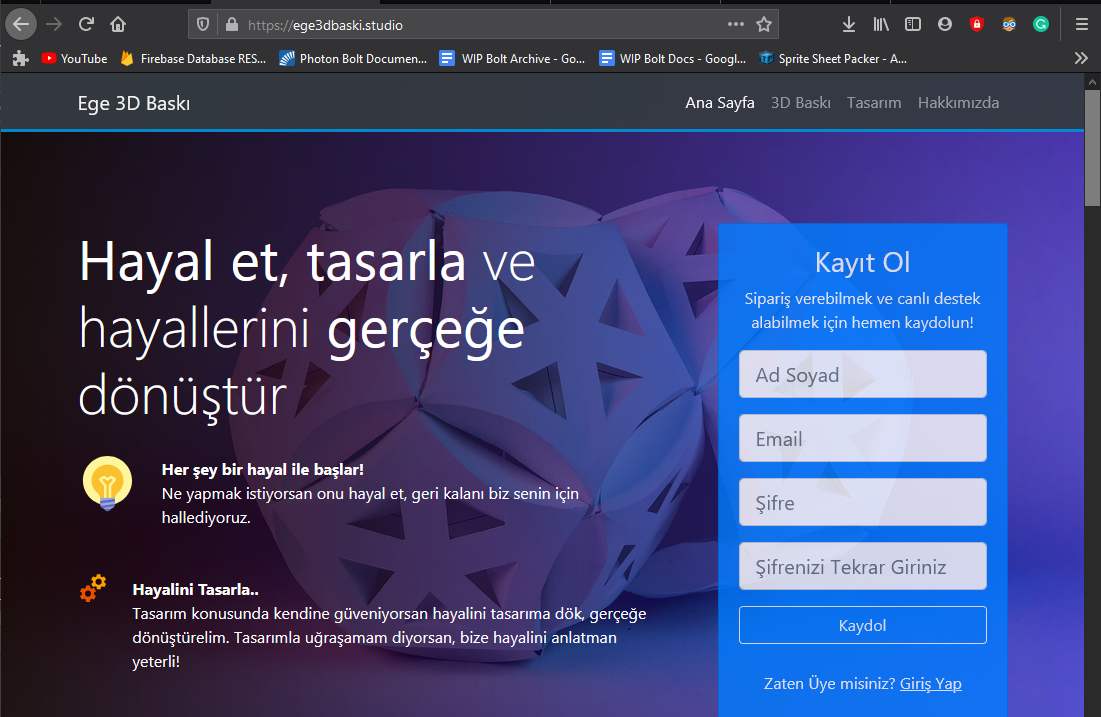 https://ege3dbaski.studio
YouTube
Firebase Database RES...
Photon Bolt Documen...
WIP Bolt Archive - Go...
WIP Bolt Docs - Googl...
Sprite Sheet Packer - A...
Ege 3D Baskı
Ana Sayfa
3D Baskı
Tasarım
Hakkımızda
Hayal et, tasarla ve
hayallerini gerçeğe
dönüştür
Her şey bir hayal ile başlar!
Ne yapmak istiyorsan onu hayal et, geri kalanı biz senin için
hallediyoruz.
Hayalini Tasarla..
Tasarım konusunda kendine güveniyorsan hayalini tasarıma dök, gerçeğe
dönüştürelim. Tasarımla uğraşamam diyorsan, bize hayalini anlatman
yeterli!
Kayıt Ol
Sipariş verebilmek ve canlı destek
alabilmek için hemen kaydolun!
Ad Soyad
Email
Şifre
Şifrenizi Tekrar Giriniz
Kaydol
Zaten Üye misiniz? Giriş Yap